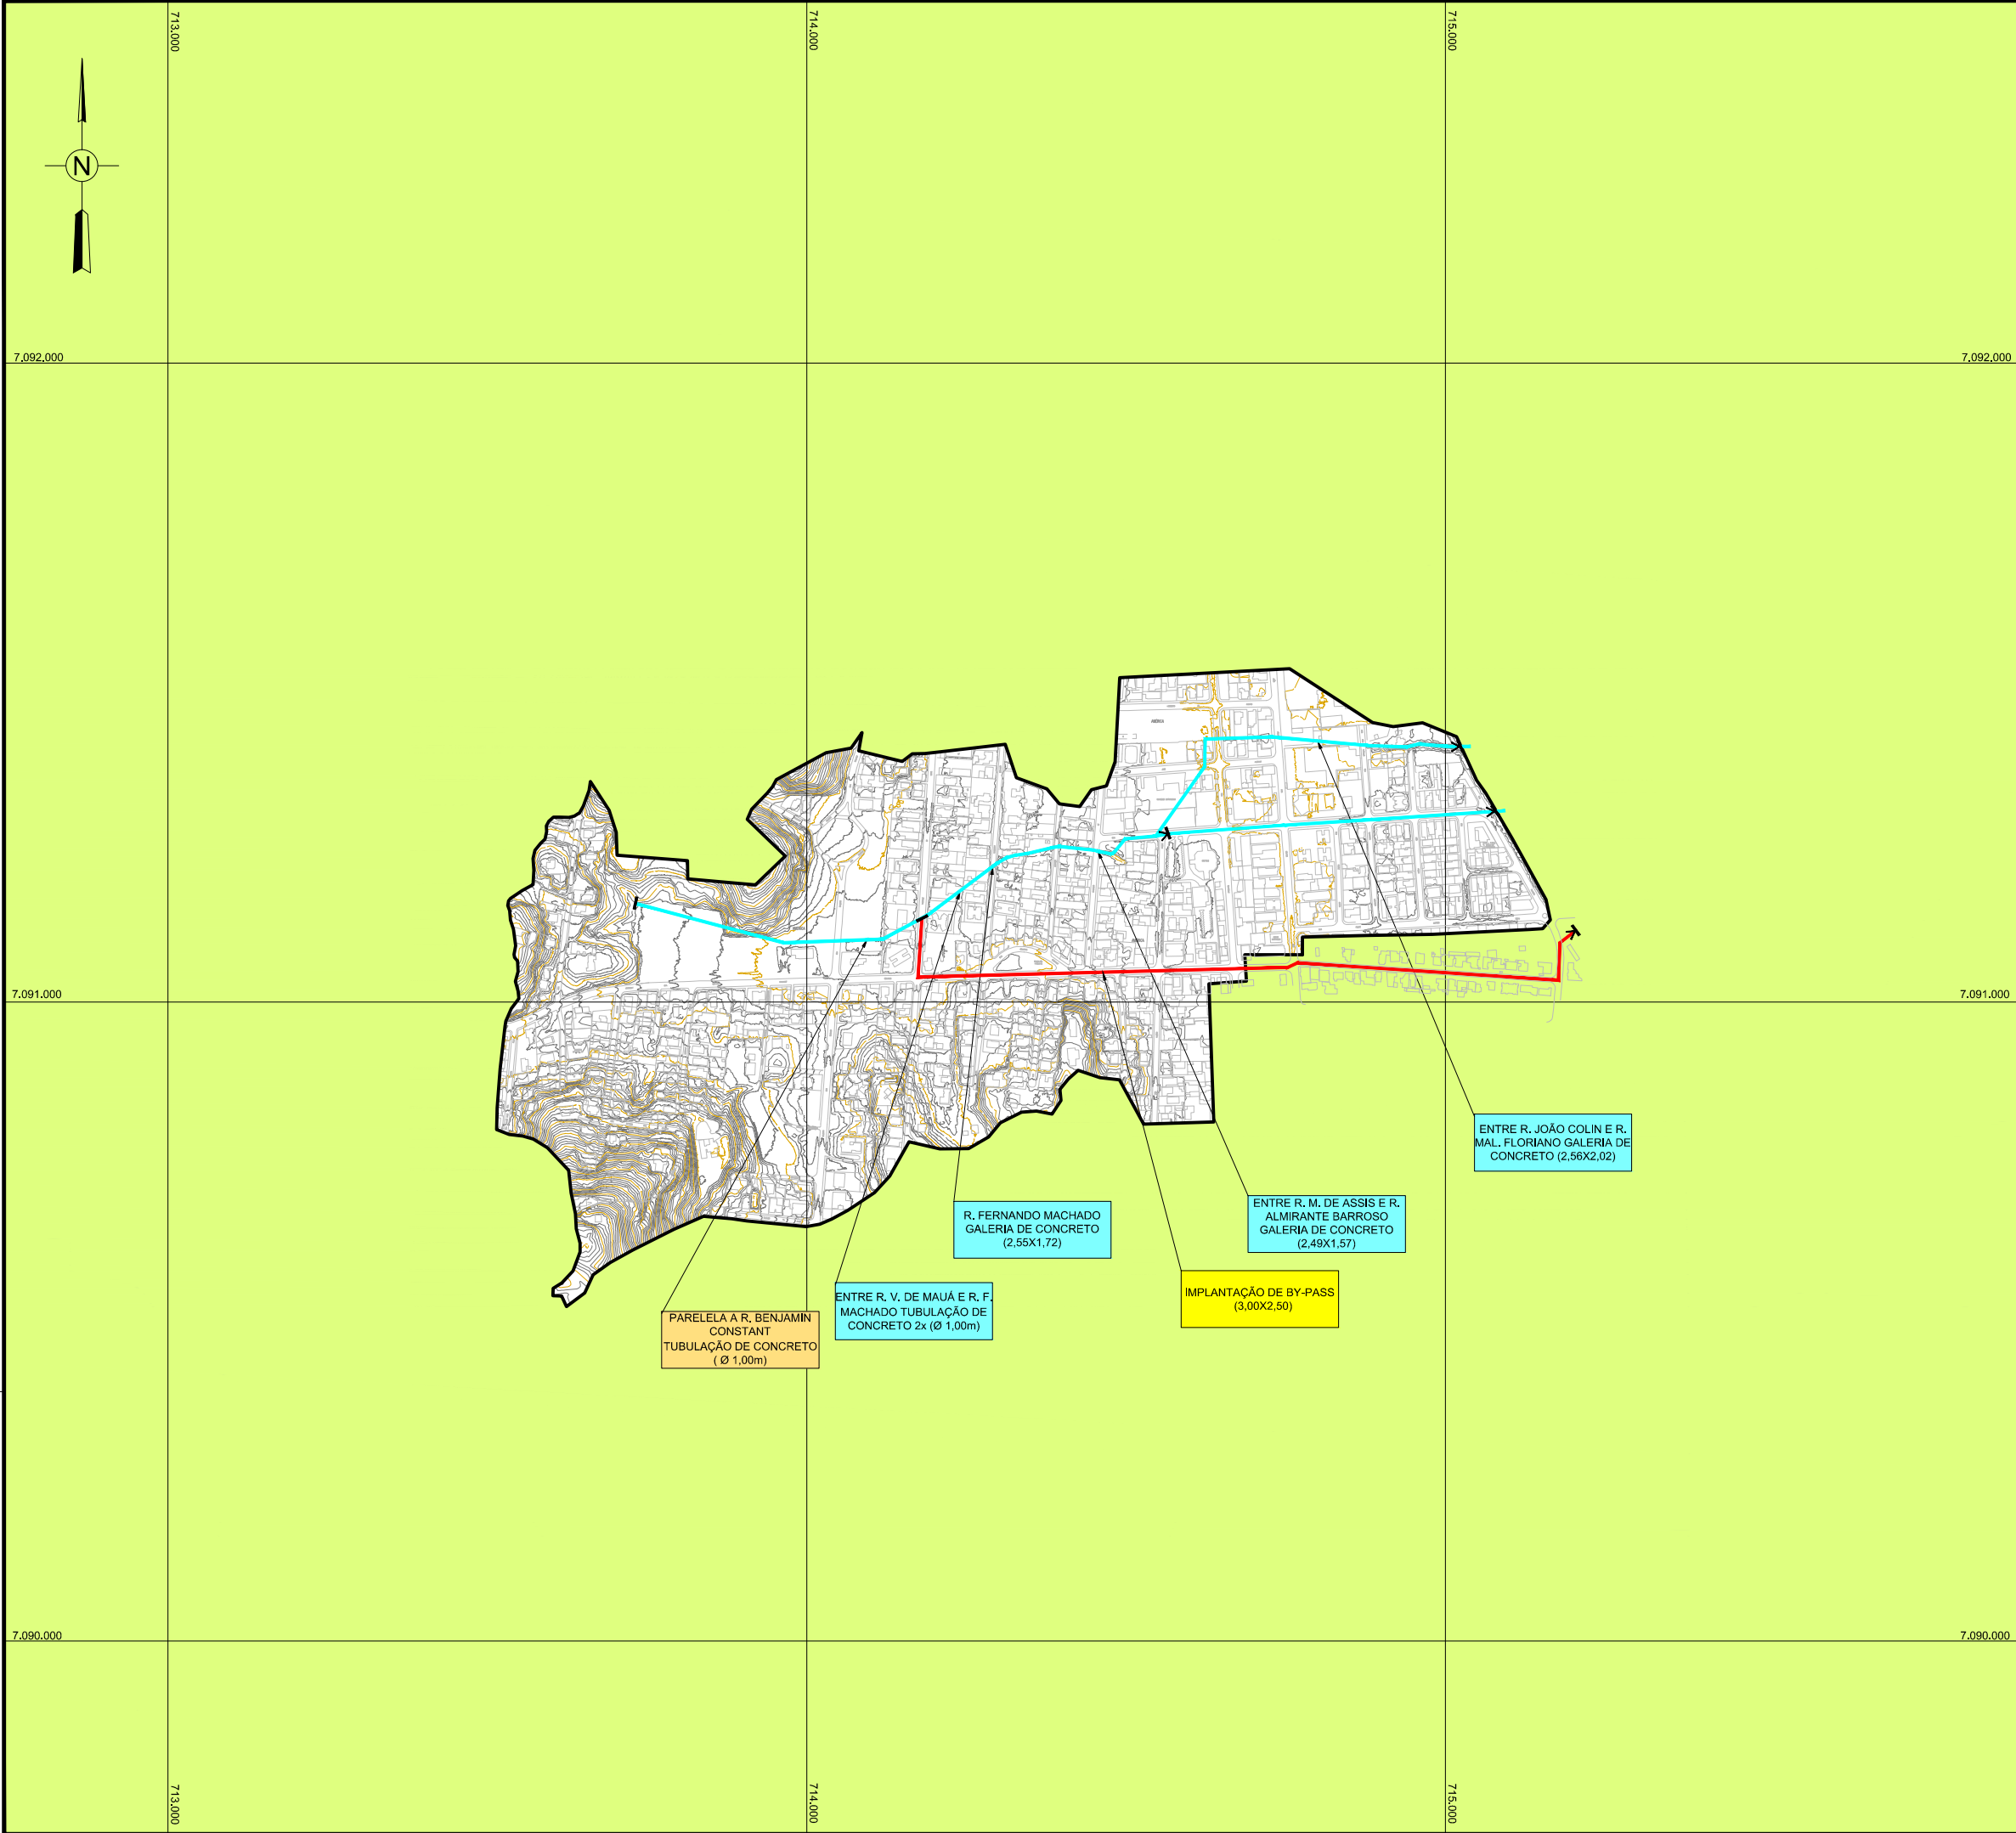 713.000
714.000
715.000
N
7.092.000
7.092.000
7.091.000
7.091.000
ENTRE R. JOÃO COLIN E R.
MAL. FLORIANO GALERIA DE
CONCRETO (2,56X2,02)
ENTRE R. M. DE ASSIS E R.
ALMIRANTE BARROSO
GALERIA DE CONCRETO
(2,49X1,57)
R. FERNANDO MACHADO
GALERIA DE CONCRETO
(2,55X1,72)
IMPLANTAÇÃO DE BY-PASS
(3,00X2,50)
ENTRE R. V. DE MAUÁ E R. F.
MACHADO TUBULAÇÃO DE
CONCRETO 2x (Ø 1,00m)
PARELELA A R. BENJAMIN
CONSTANT
TUBULAÇÃO DE CONCRETO
( Ø 1,00m)
7.090.000
7.090.000
713.000
714.000
715.000